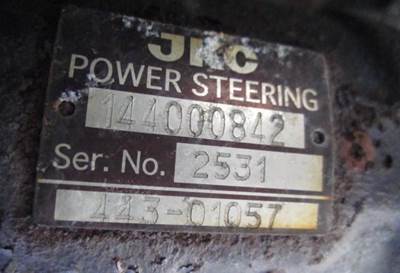 JKC
POWER STEERING
144000842
Ser. No. 2531
443-01057